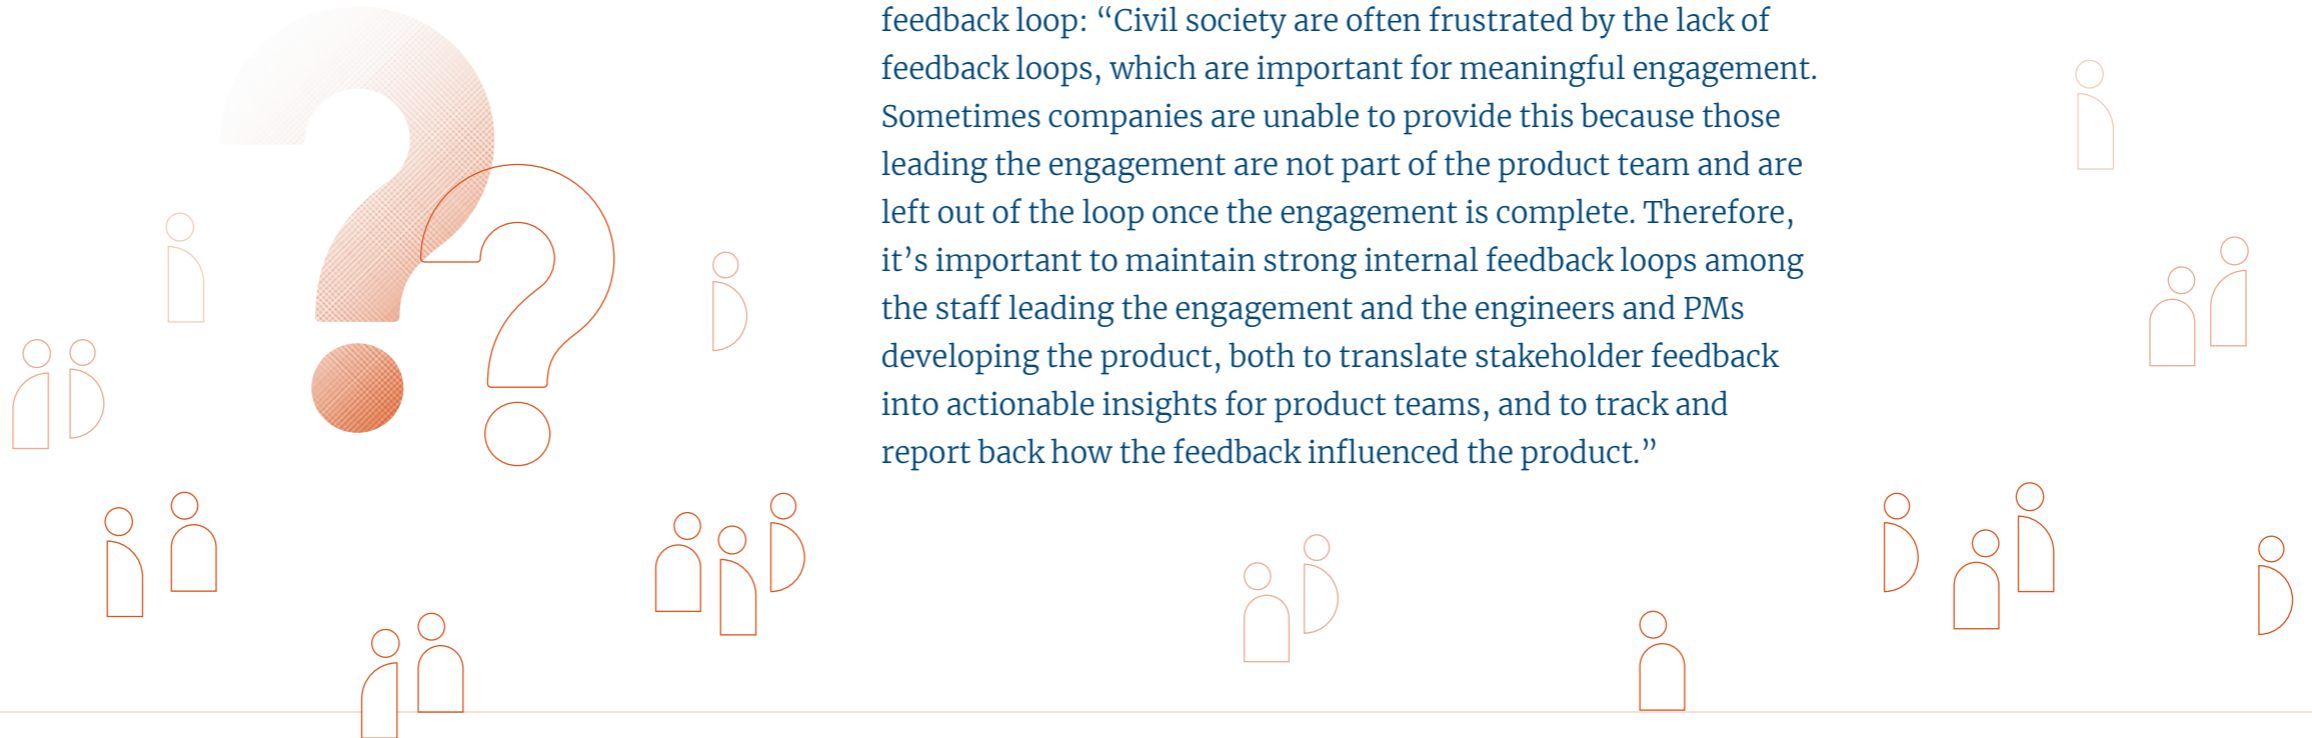 feedback loop: “Civil society are often frustrated by the lack of
feedback loops, which are important for meaningful engagement.
Sometimes companies are unable to provide this because those
leading the engagement are not part of the product team and are
left out of the loop once the engagement is complete. Therefore,
it’s important to maintain strong internal feedback loops among
the staff leading the engagement and the engineers and PMs
developing the product, both to translate stakeholder feedback
into actionable insights for product teams, and to track and
report back how the feedback influenced the product.”